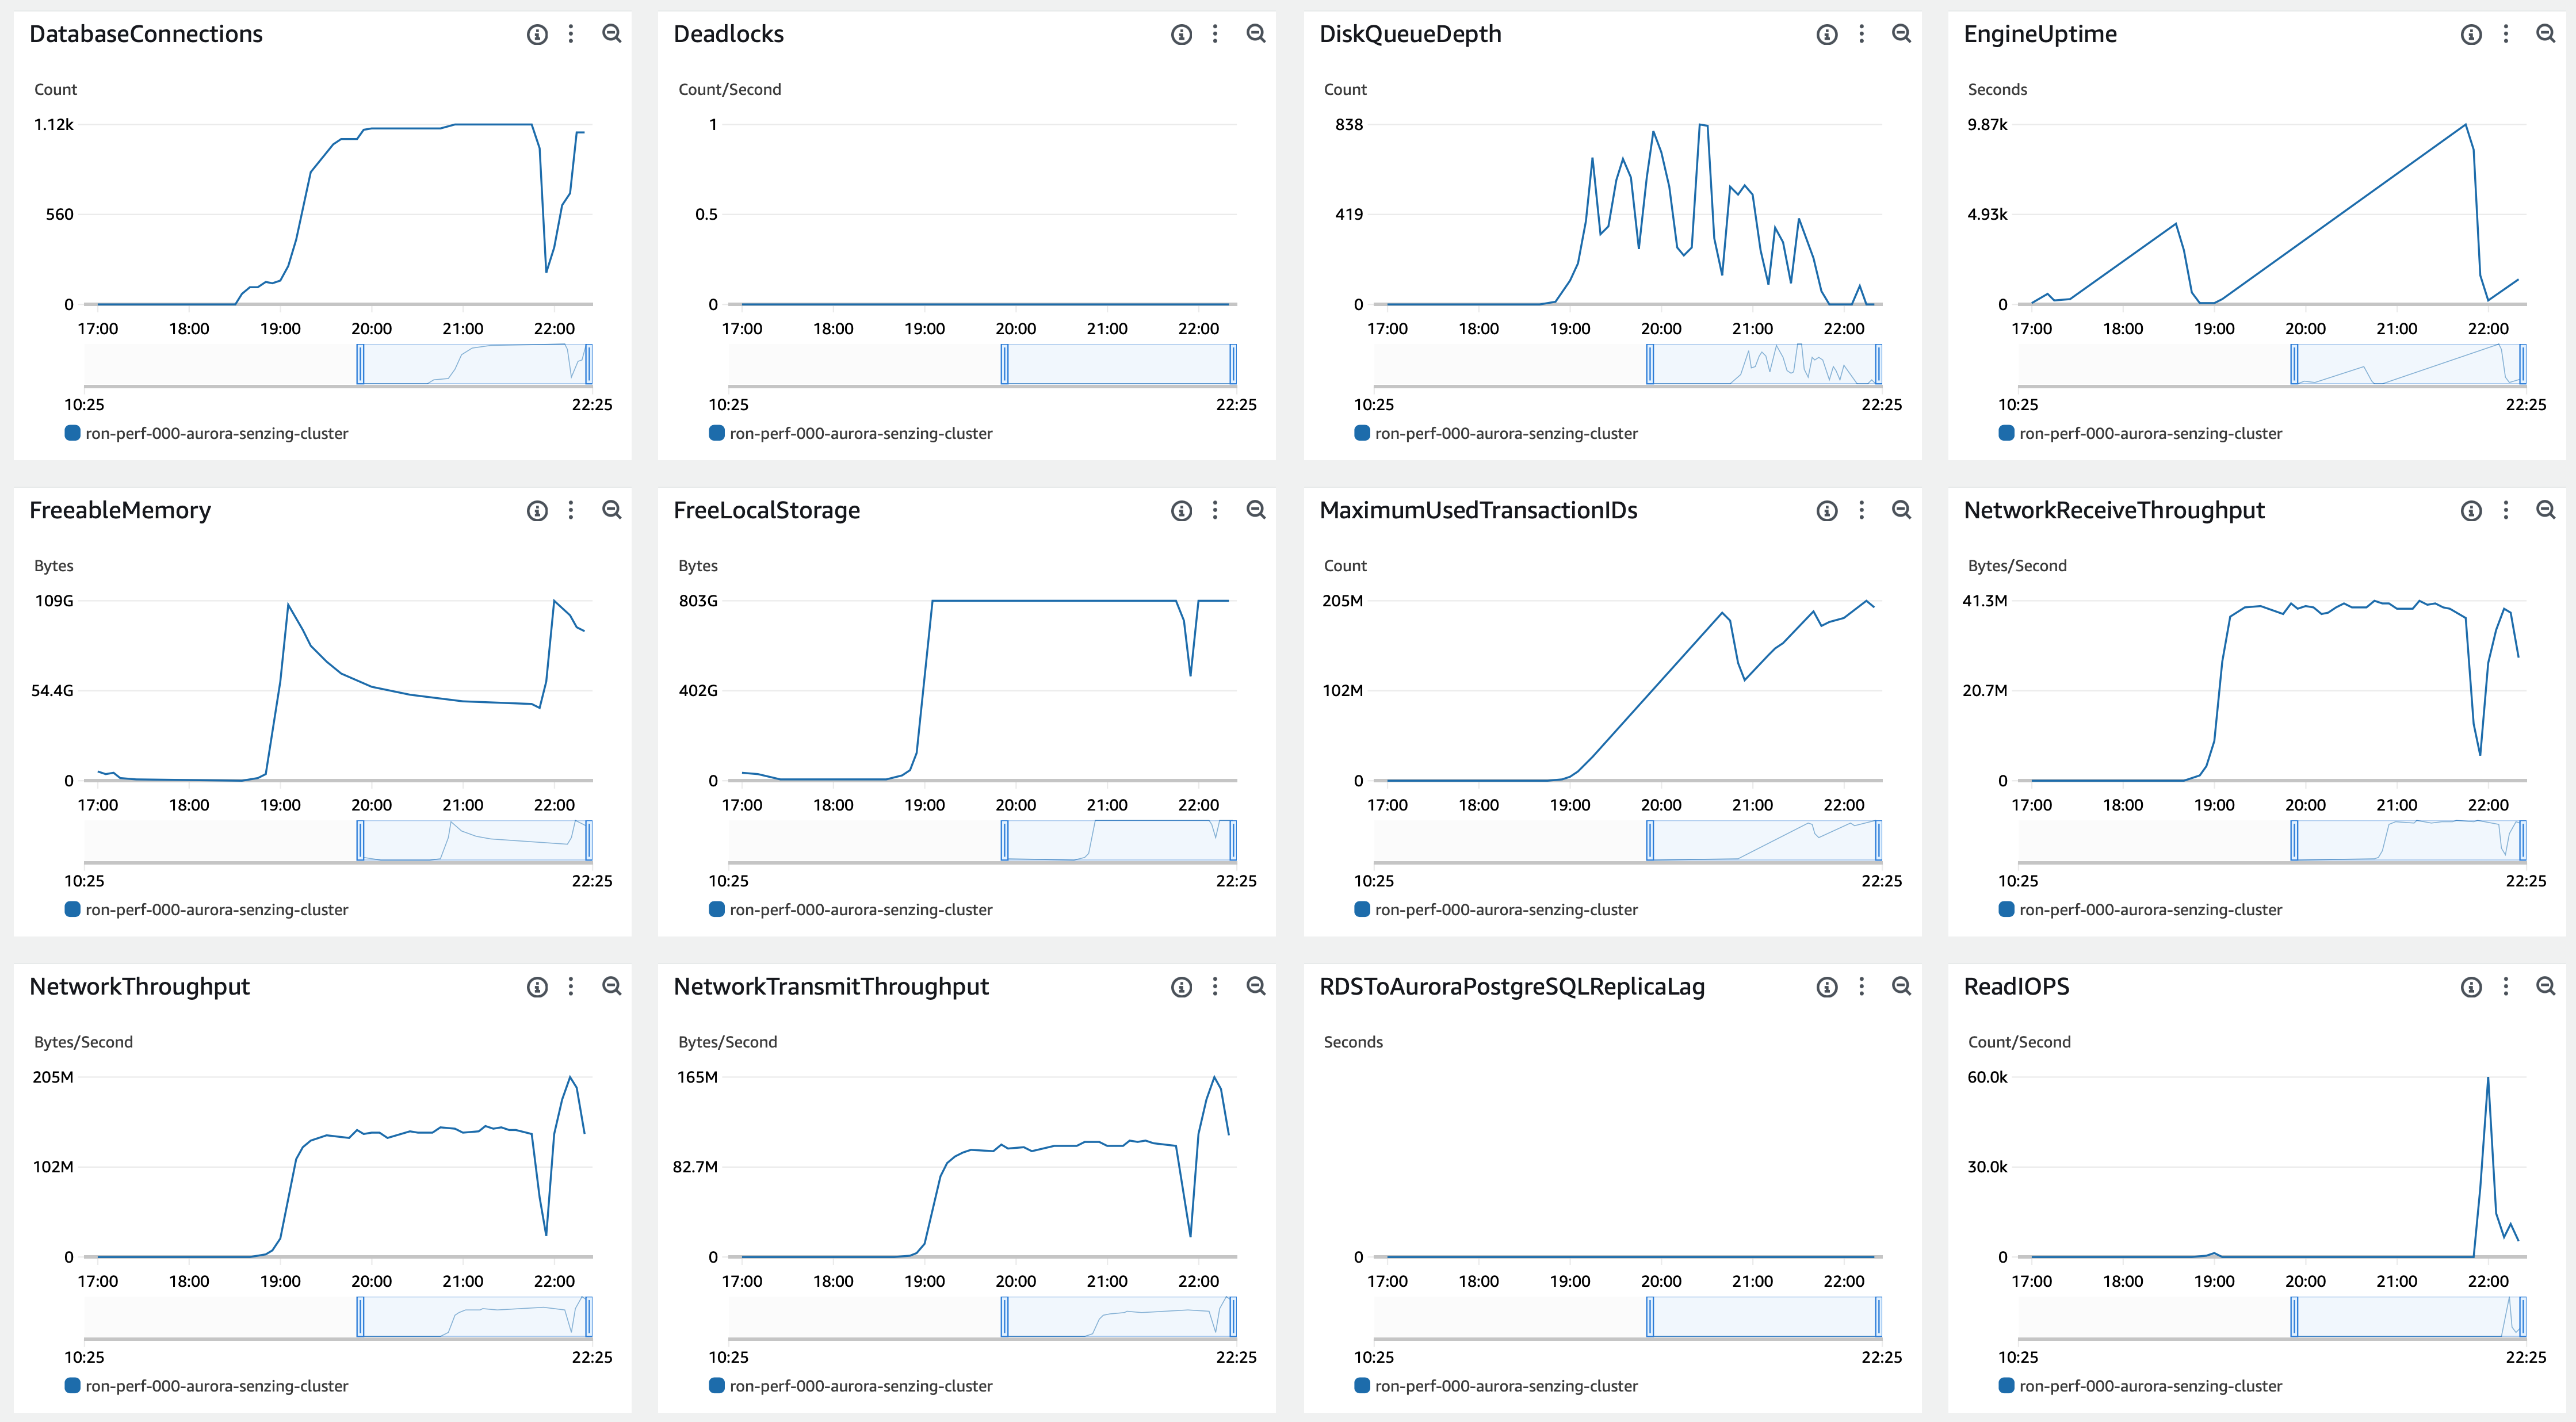 DatabaseConnections
Count
1.12k
560
0
17:00 18:00 19:00 20:00 21:00 22:00
10:25 22:25
ron-perf-000-aurora-senzing-cluster
Deadlocks
Count/Second
1
0.5
0
17:00 18:00 19:00 20:00 21:00 22:00
10:25 22:25
ron-perf-000-aurora-senzing-cluster
DiskQueueDepth
Count
838
419
0
17:00 18:00 19:00 20:00 21:00 22:00
10:25 22:25
ron-perf-000-aurora-senzing-cluster
EngineUptime
Seconds
9.87k
4.93k
0
17:00 18:00 19:00 20:00 21:00 22:00
10:25 22:25
ron-perf-000-aurora-senzing-cluster
FreeableMemory
Bytes
109G
54.4G
0
17:00 18:00 19:00 20:00 21:00 22:00
10:25 22:25
ron-perf-000-aurora-senzing-cluster
FreeLocalStorage
Bytes
803G
402G
0
17:00 18:00 19:00 20:00 21:00 22:00
10:25 22:25
ron-perf-000-aurora-senzing-cluster
MaximumUsedTransactionIDs
Count
205M
102M
0
17:00 18:00 19:00 20:00 21:00 22:00
10:25 22:25
ron-perf-000-aurora-senzing-cluster
NetworkReceiveThroughput
Bytes/Second
41.3M
20.7M
0
17:00 18:00 19:00 20:00 21:00 22:00
10:25 22:25
ron-perf-000-aurora-senzing-cluster
NetworkThroughput
Bytes/Second
205M
102M
0
17:00 18:00 19:00 20:00 21:00 22:00
10:25 22:25
ron-perf-000-aurora-senzing-cluster
NetworkTransmitThroughput
Bytes/Second
165M
82.7M
0
17:00 18:00 19:00 20:00 21:00 22:00
10:25 22:25
ron-perf-000-aurora-senzing-cluster
RDSToAuroraPostgreSQLReplicaLag
Seconds
0
17:00 18:00 19:00 20:00 21:00 22:00
10:25 22:25
ron-perf-000-aurora-senzing-cluster
ReadIOPS
Count/Second
60.0k
30.0k
0
17:00 18:00 19:00 20:00 21:00 22:00
10:25 22:25
ron-perf-000-aurora-senzing-cluster